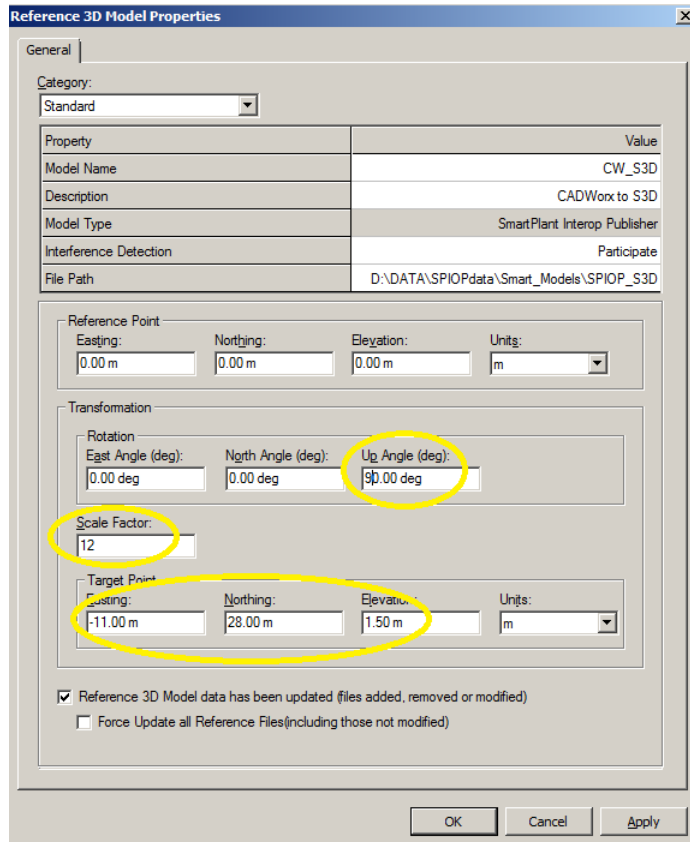 Reference 3D Model Properties
General
Category:
Standard
Property Value
Model Name CW_S3D
Description CADWorx to S3D
Model Type SmartPlant Interop Publisher
Interference Detection Participate
File Path D:\DATA\SPIOPdata\Smart_Models\SPIOP_S3D
Reference Point
Easting: Northing: Elevation: Units:
0.00 m 0.00 m 0.00 m m
Transformation
Rotation
East Angle (deg): North Angle (deg): Up Angle (deg):
0.00 deg 0.00 deg 90.00 deg
Scale Factor:
12
Target Point
Easting: Northing: Elevation: Units:
-11.00 m 28.00 m 1.50 m m
Reference 3D Model data has been updated (files added, removed or modified)
Force Update all Reference Files(including those not modified)
OK Cancel Apply